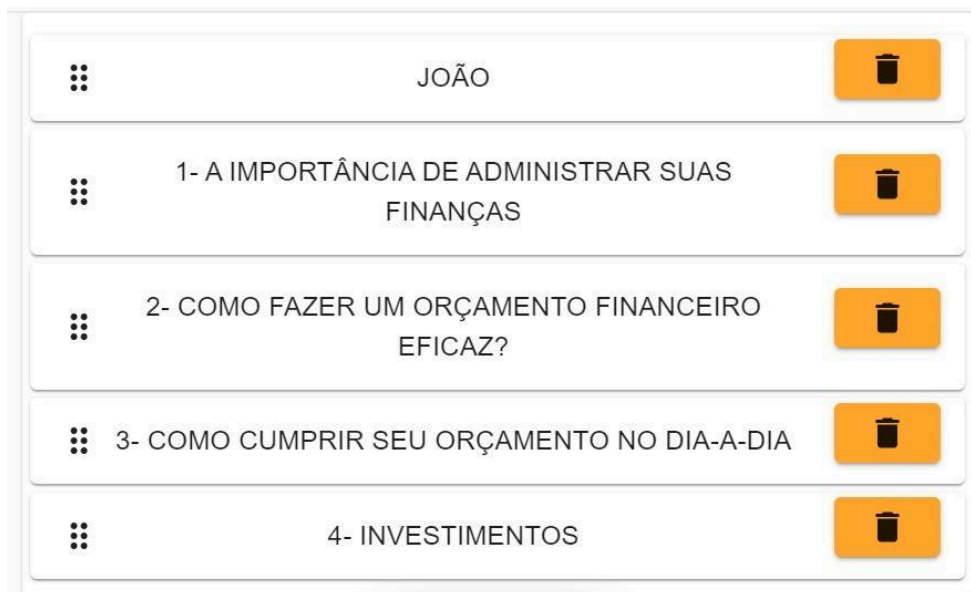 JOÃO
1- A IMPORTÂNCIA DE ADMINISTRAR SUAS
FINANÇAS
2- COMO FAZER UM ORÇAMENTO FINANCEIRO
EFICAZ?
3- COMO CUMPRIR SEU ORÇAMENTO NO DIA-A-DIA
4- INVESTIMENTOS